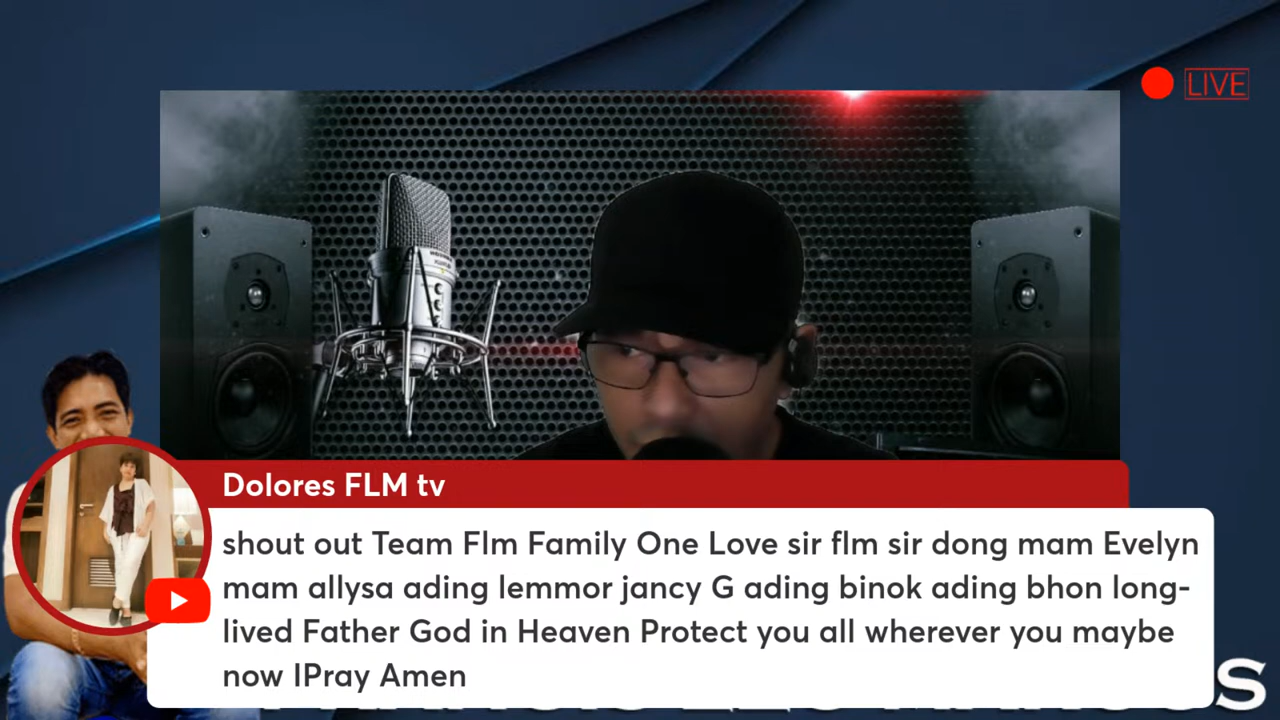 LIVE
Dolores FLM tv
shout out Team Flm Family One Love sir flm sir dong mam Evelyn
mam allysa ading lemmor jancy G ading binok ading bhon long-
lived Father God in Heaven Protect you all wherever you maybe
now IPray Amen